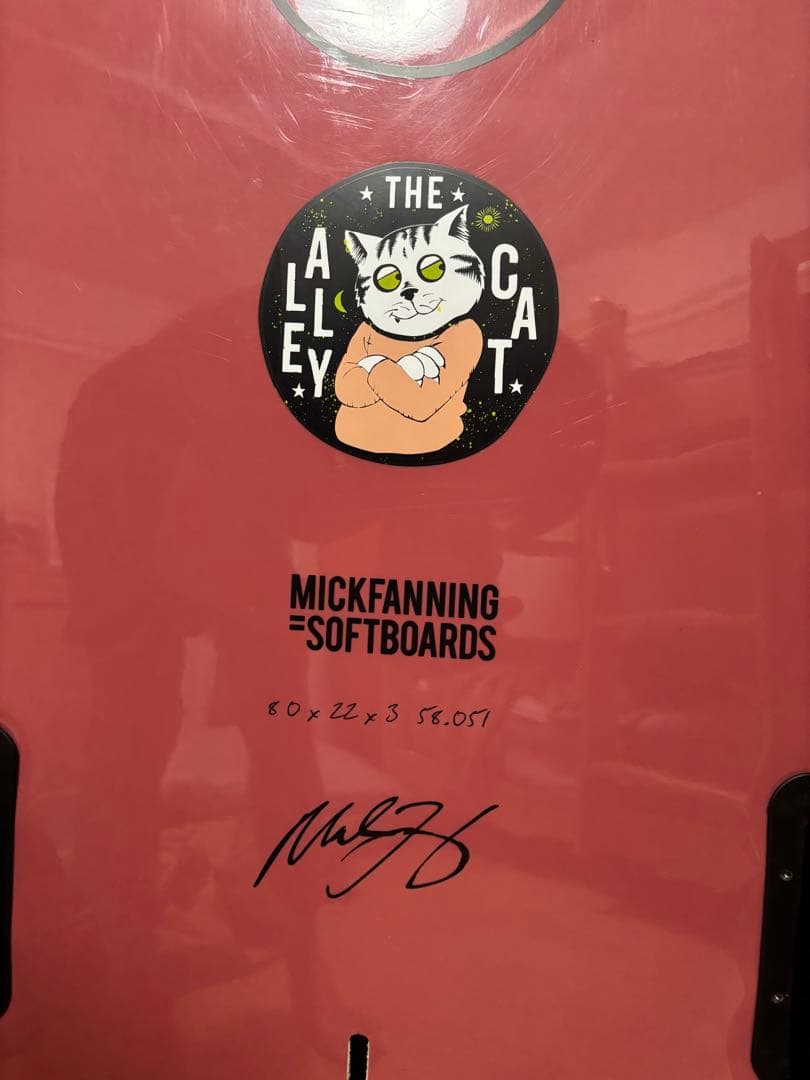 THE
ALLEY
CAT
MICKFANNING
=SOFTBOARDS
80 x 22 x 3 58.05l